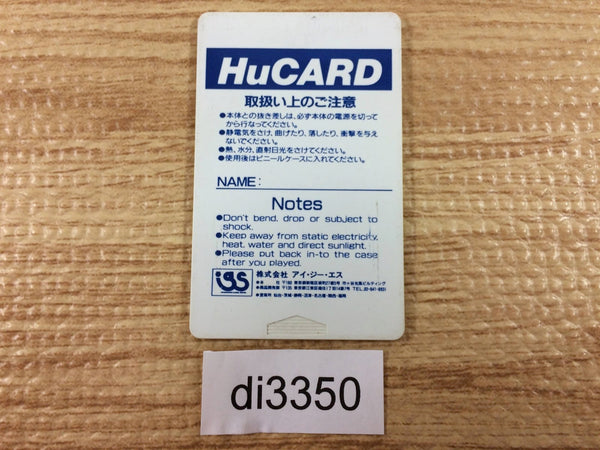 HuCARD
取扱い上のご注意
●本体との抜き差しは、必ず本体の電源を切って
から行なってください。
●静電気をさけ、曲げたり、落したり、衝撃を与え
ないでください。
●熱、水分、直射日光をさけてください。
●使用後はビニールケースに入れてください。
NAME:
Notes
●Don't bend, drop or subject to
shock.
●Keep away from static electricity,
heat, water and direct sunlight.
●Please put back in-to the case
after you played.
igs 株式会社 アイ・ジー・エス
di3350